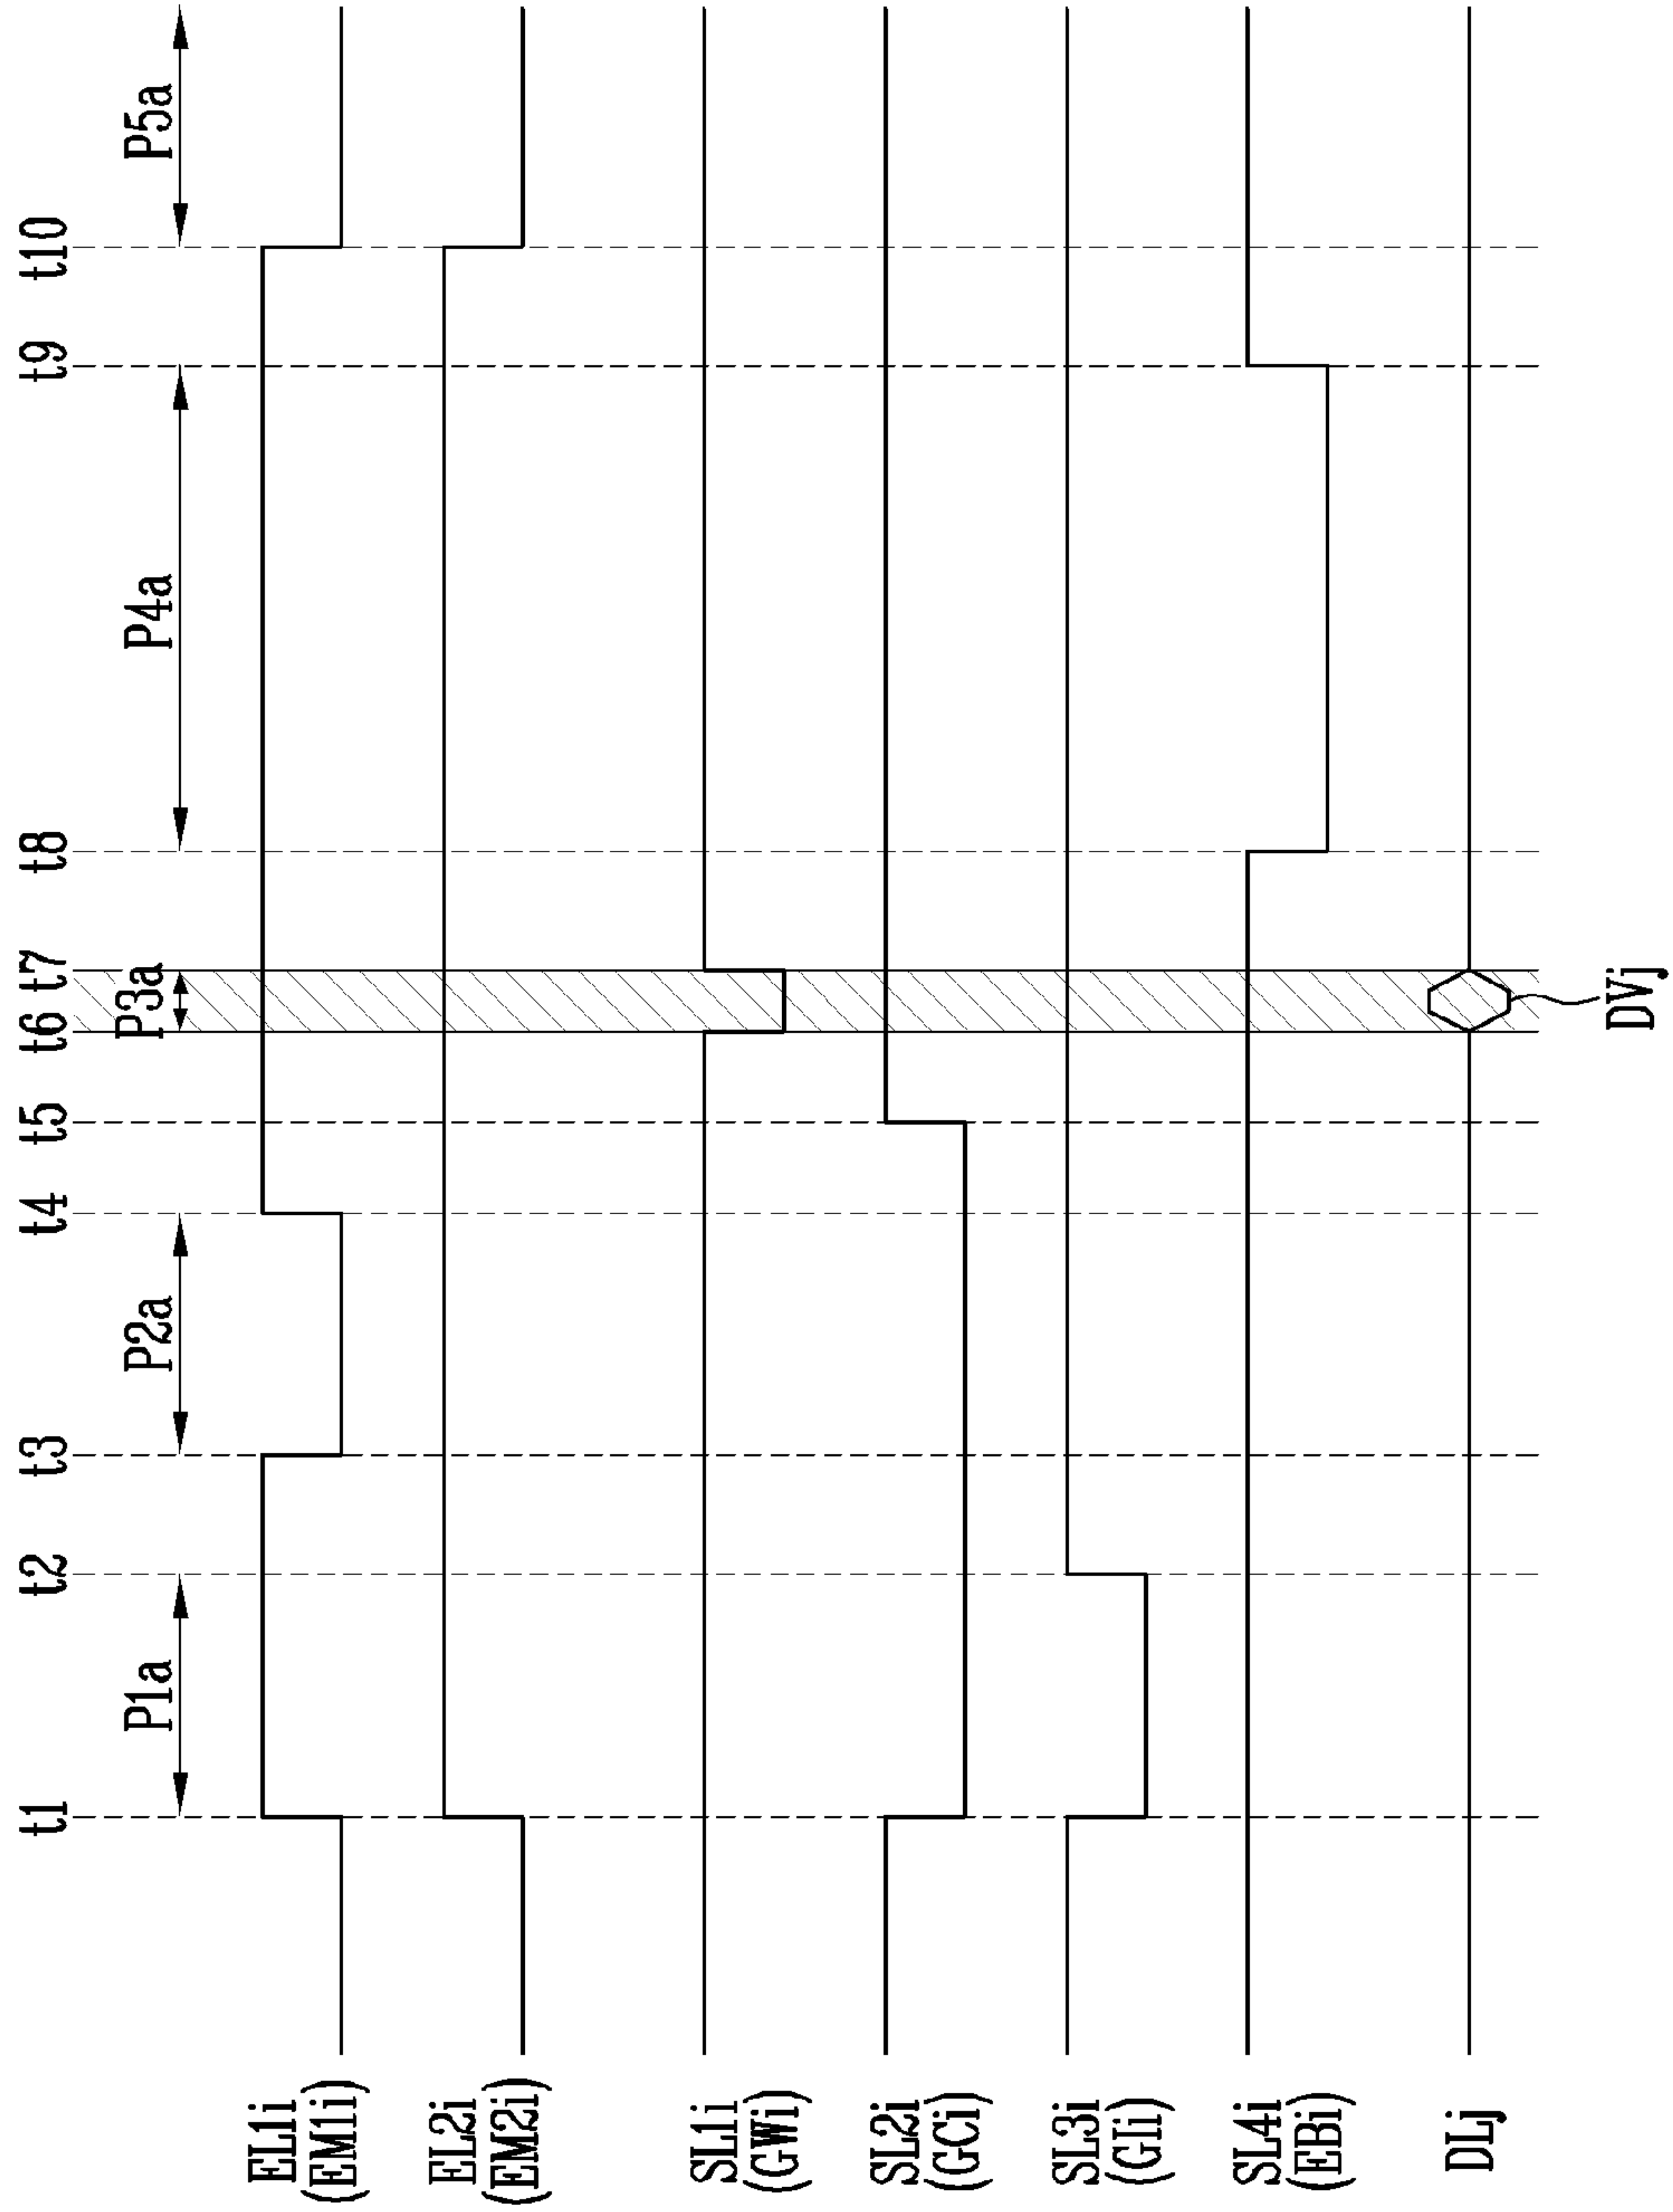 t1 t2 t3 t4 t5 t6 t7 t8 t9 t10
P1a P2a P3a P4a P5a
EL1i
(EM1i)
EL2i
(EM2i)
SL1i
(GWi)
SL2i
(GCi)
SL3i
(GIi)
SL4i
(EBi)
DLj
DVj